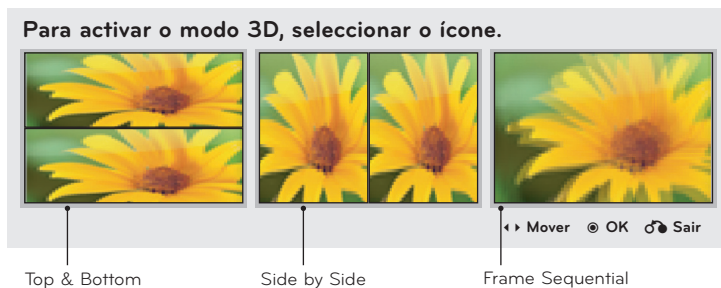 Para activar o modo 3D, seleccionar o ícone.
Mover OK Sair
Top & Bottom Side by Side Frame Sequential